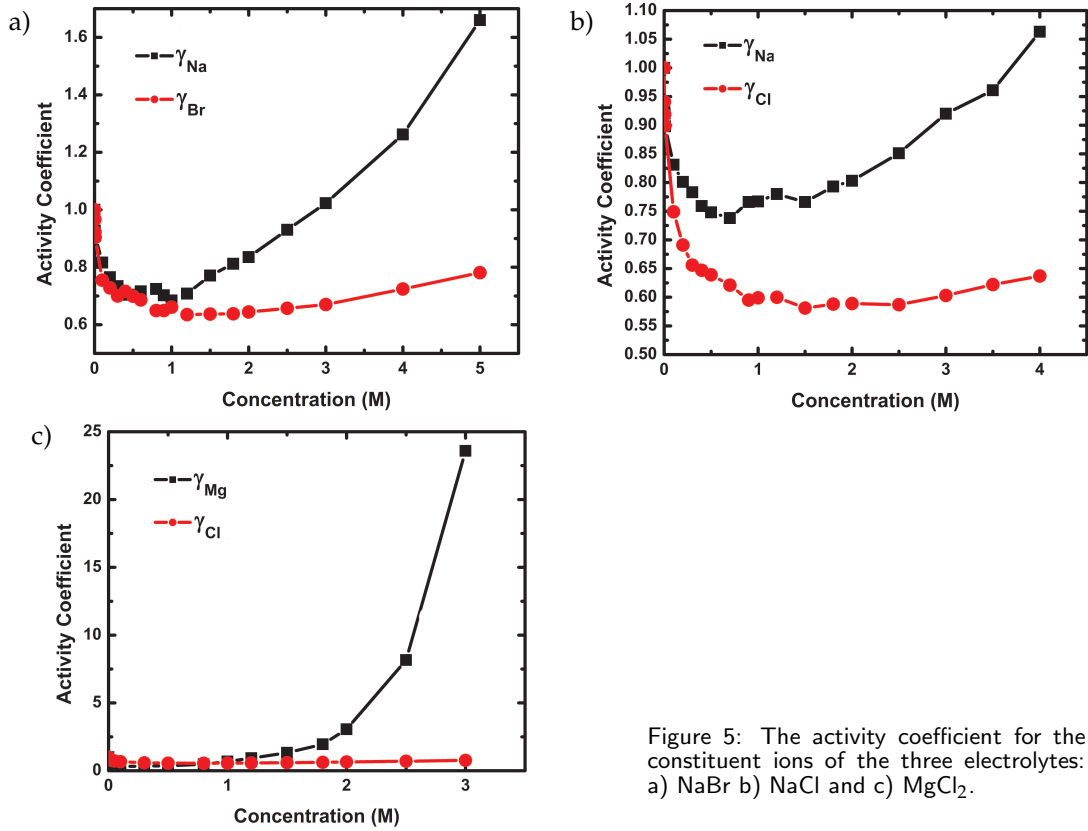 a)
γNa
γBr
1.6
1.4
1.2
1.0
0.8
0.6
0 1 2 3 4 5
Activity Coefficient
Concentration (M)
b)
γNa
γCl
1.10
1.05
1.00
0.95
0.90
0.85
0.80
0.75
0.70
0.65
0.60
0.55
0.50
0 1 2 3 4
Activity Coefficient
Concentration (M)
c)
γMg
γCl
25
20
15
10
5
0
0 1 2 3
Activity Coefficient
Concentration (M)
Figure 5: The activity coefficient for the
constituent ions of the three electrolytes:
a) NaBr b) NaCl and c) MgCl₂.